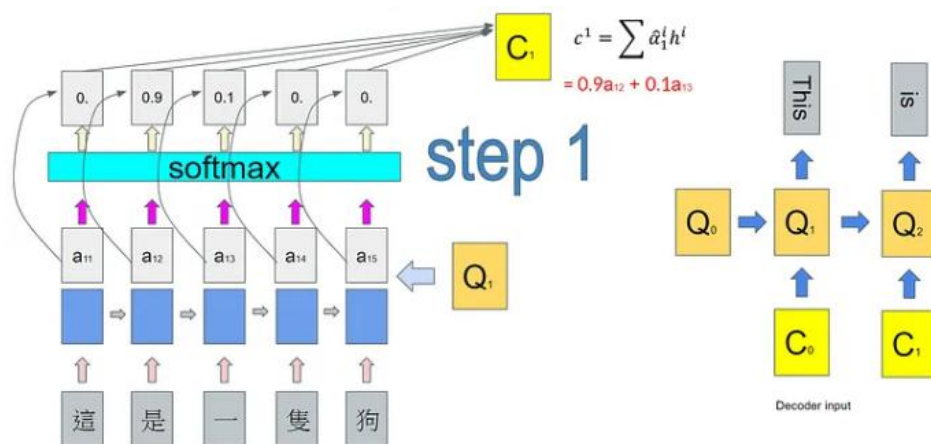 C₁
c¹ = ∑ â₁ⁱhⁱ
= 0.9a₁₂ + 0.1a₁₃
0. 0.9 0.1 0. 0.
softmax
step 1
a₁₁ a₁₂ a₁₃ a₁₄ a₁₅
Q₁
這 是 一 隻 狗
This is
Q₀ Q₁ Q₂
C₀ C₁
Decoder input